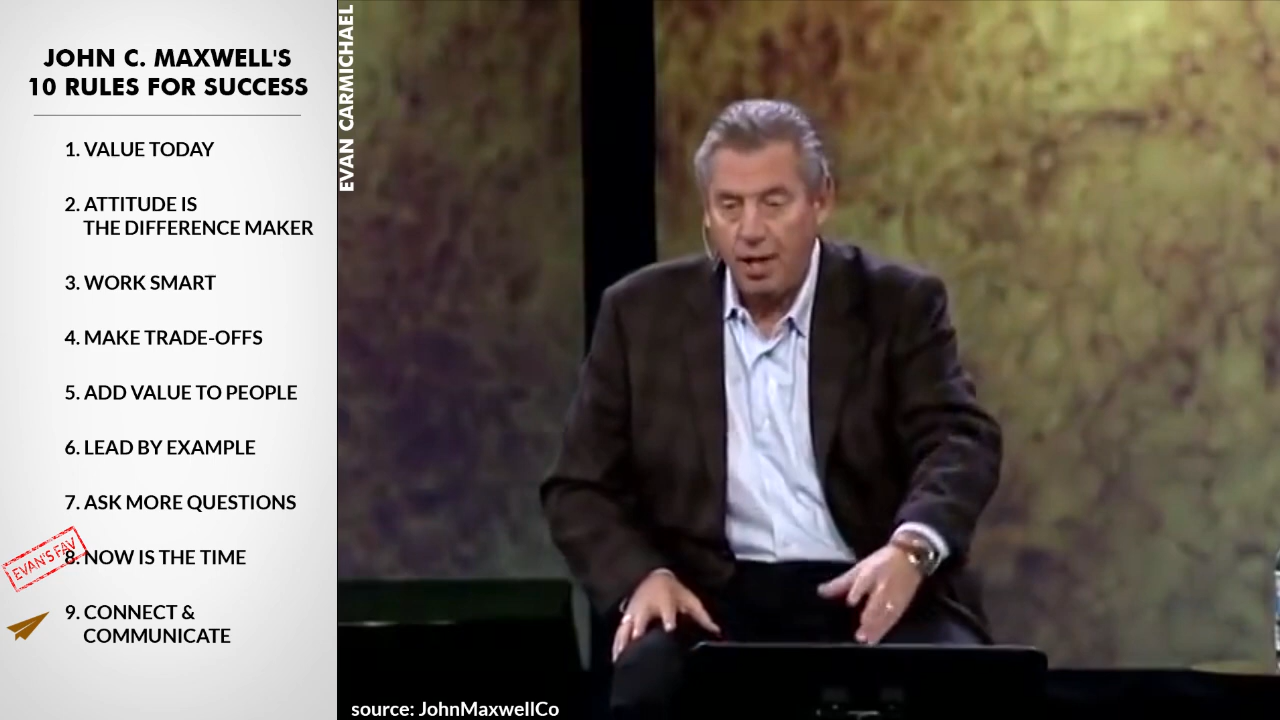 JOHN C. MAXWELL'S
10 RULES FOR SUCCESS
1. VALUE TODAY
2. ATTITUDE IS
THE DIFFERENCE MAKER
3. WORK SMART
4. MAKE TRADE-OFFS
5. ADD VALUE TO PEOPLE
6. LEAD BY EXAMPLE
7. ASK MORE QUESTIONS
EVAN'S FAV
8. NOW IS THE TIME
9. CONNECT &
COMMUNICATE
EVAN CARMICHAEL
source: JohnMaxwellCo